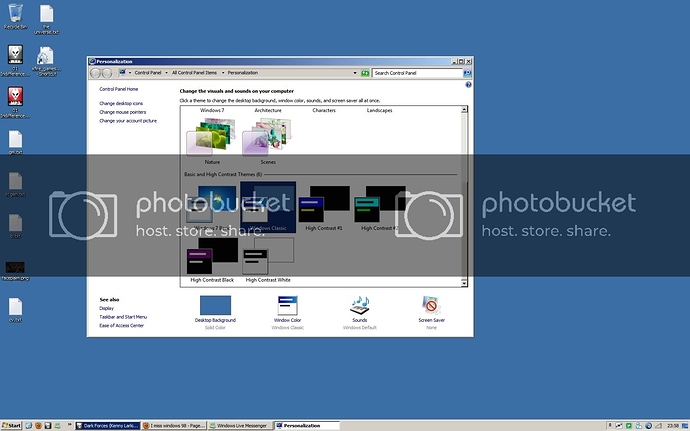 Recycle Bin
the
universe.txt
Indifference...
Shortcut
Indifference...
cv.txt
Personalization
Control Panel
All Control Panel Items
Personalization
Search Control Panel
Control Panel Home
Change desktop icons
Change mouse pointers
Change your account picture
Change the visuals and sounds on your computer
Click a theme to change the desktop background, window color, sounds, and screen saver all at once.
Windows 7
Architecture
Characters
Landscapes
Nature
Scenes
Basic and High Contrast Themes (6)
Windows Classic
High Contrast #1
High Contrast #2
High Contrast Black
High Contrast White
photobucket
host. store. share.
photobucket
host. store. share.
See also
Display
Taskbar and Start Menu
Ease of Access Center
Desktop Background
Solid Color
Window Color
Windows Classic
Sounds
Windows Default
Screen Saver
None
Start
Dark Forces (Kenny Larki...
I miss windows 98 - Page...
Windows Live Messenger
Personalization
23:58